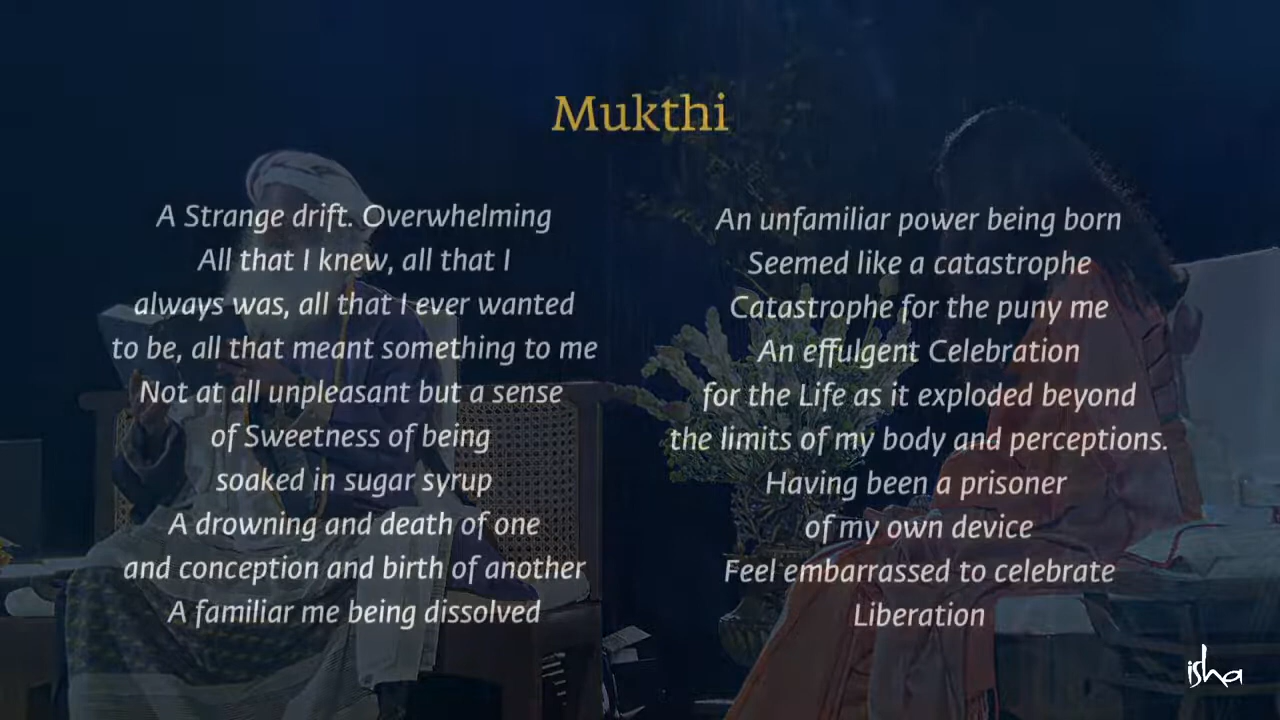 Mukthi
A Strange drift. Overwhelming
All that I knew, all that I
always was, all that I ever wanted
to be, all that meant something to me
Not at all unpleasant but a sense
of Sweetness of being
soaked in sugar syrup
A drowning and death of one
and conception and birth of another
A familiar me being dissolved
An unfamiliar power being born
Seemed like a catastrophe
Catastrophe for the puny me
An effulgent Celebration
for the Life as it exploded beyond
the limits of my body and perceptions.
Having been a prisoner
of my own device
Feel embarrassed to celebrate
Liberation
isha